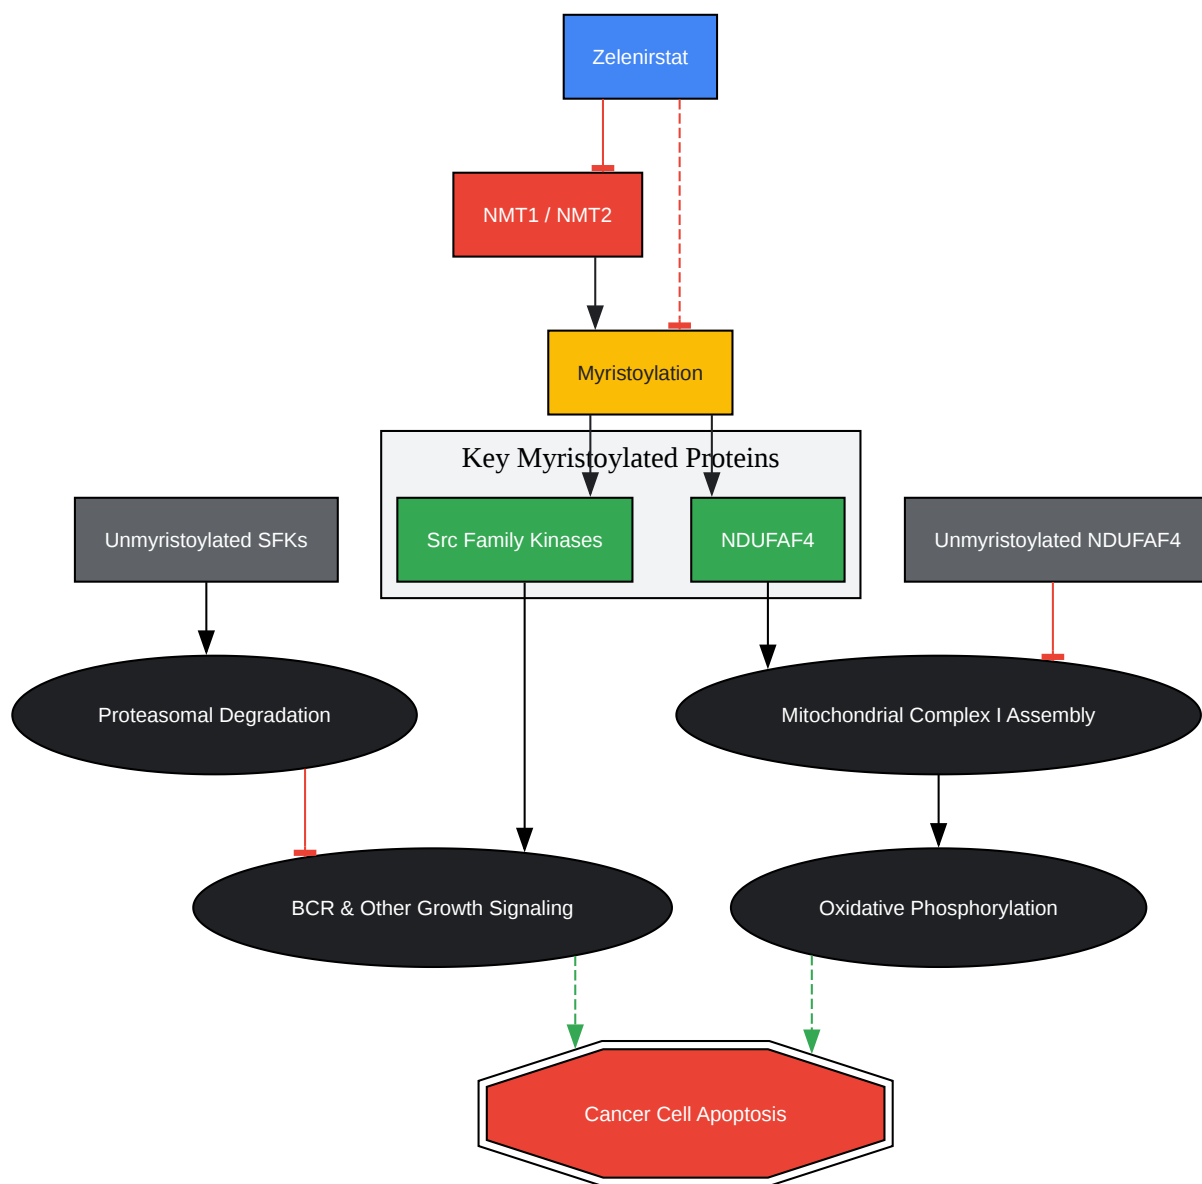 Zelenirstat
NMT1 / NMT2
Myristoylation
Key Myristoylated Proteins
Unmyristoylated SFKs
Src Family Kinases
NDUFAF4
Unmyristoylated NDUFAF4
Proteasomal Degradation
Mitochondrial Complex I Assembly
BCR & Other Growth Signaling
Oxidative Phosphorylation
Cancer Cell Apoptosis